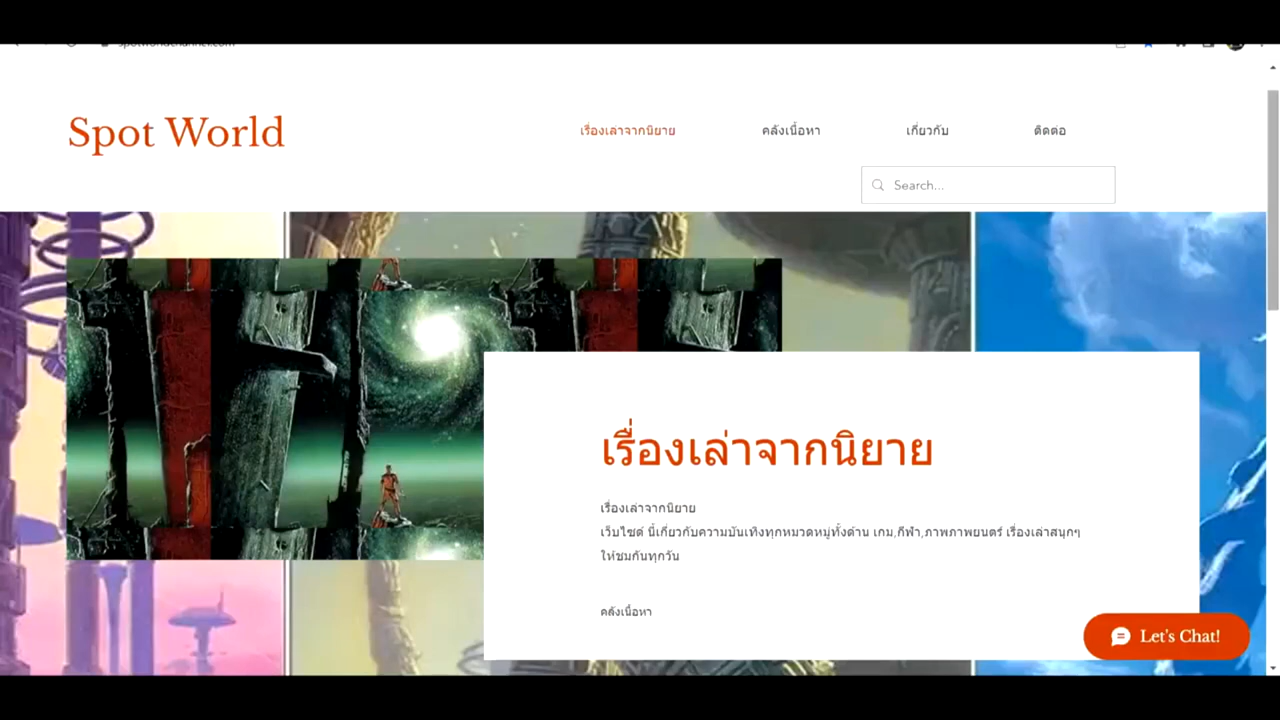 Spot World
เรื่องเล่าจากนิยาย
คลังเนื้อหา
เกี่ยวกับ
ติดต่อ
Search...
เรื่องเล่าจากนิยาย
เรื่องเล่าจากนิยาย
เว็บไซต์ นี้เกี่ยวกับความบันเทิงทุกหมวดหมู่ทั้งด้าน เกม,กีฬา,ภาพภาพยนตร์ เรื่องเล่าสนุกๆ
ให้ชมกันทุกวัน
คลังเนื้อหา
Let's Chat!